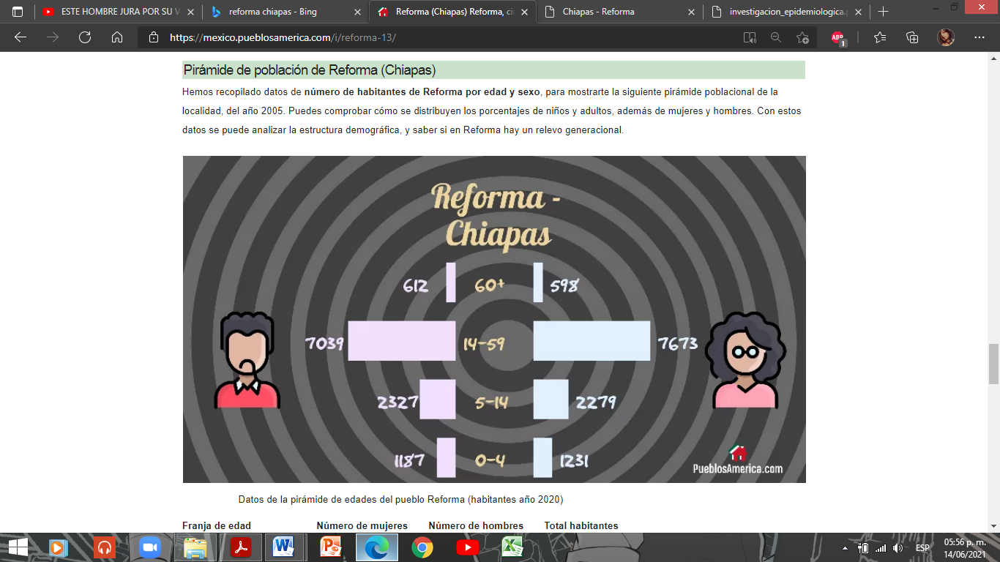 ESTE HOMBRE JURA POR SU V
reforma chiapas - Bing
Reforma (Chiapas) Reforma, ci
Chiapas - Reforma
investigacion_epidemiologica.
https://mexico.pueblosamerica.com/i/reforma-13/
ABP
1
Pirámide de población de Reforma (Chiapas)
Hemos recopilado datos de número de habitantes de Reforma por edad y sexo, para mostrarte la siguiente pirámide poblacional de la
localidad, del año 2005. Puedes comprobar cómo se distribuyen los porcentajes de niños y adultos, además de mujeres y hombres. Con estos
datos se puede analizar la estructura demográfica, y saber si en Reforma hay un relevo generacional.
Reforma -
Chiapas
612 60+ 598
7039 14-59 7673
2327 5-14 2279
1187 0-4 1231
PueblosAmerica.com
Datos de la pirámide de edades del pueblo Reforma (habitantes año 2020)
Franja de edad Número de mujeres Número de hombres Total habitantes
ESP
05:56 p. m.
14/06/2021